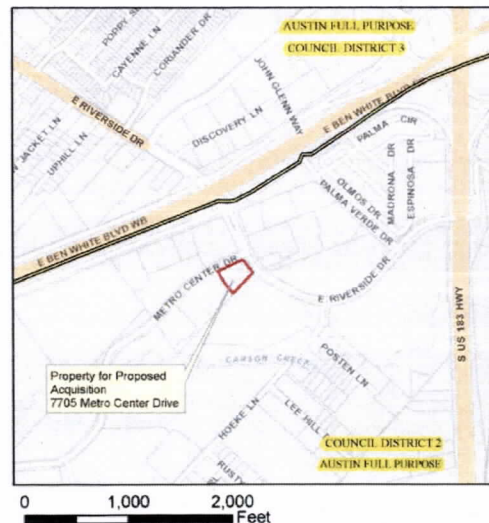 AUSTIN FULL PURPOSE
COUNCIL DISTRICT 3
POPPY
CAYENNE LN
CORIANDER DR
E RIVERSIDE DR
JACKET LN
UPHILL LN
DISCOVERY LN
JOHN GLENN WAY
E BEN WHITE BLVD
PALMA CIR
OLMOS DR
PALMA VERDE DR
MADRONA DR
ESPINOSA DR
E BEN WHITE BLVD WB
METRO CENTER DR
E RIVERSIDE DR
S US 183 HWY
Property for Proposed
Acquisition
7705 Metro Center Drive
CARSON CREEK
POSTEN LN
HOEKE LN
LEE HILL
RUSTY
COUNCIL DISTRICT 2
AUSTIN FULL PURPOSE
0 1,000 2,000
Feet